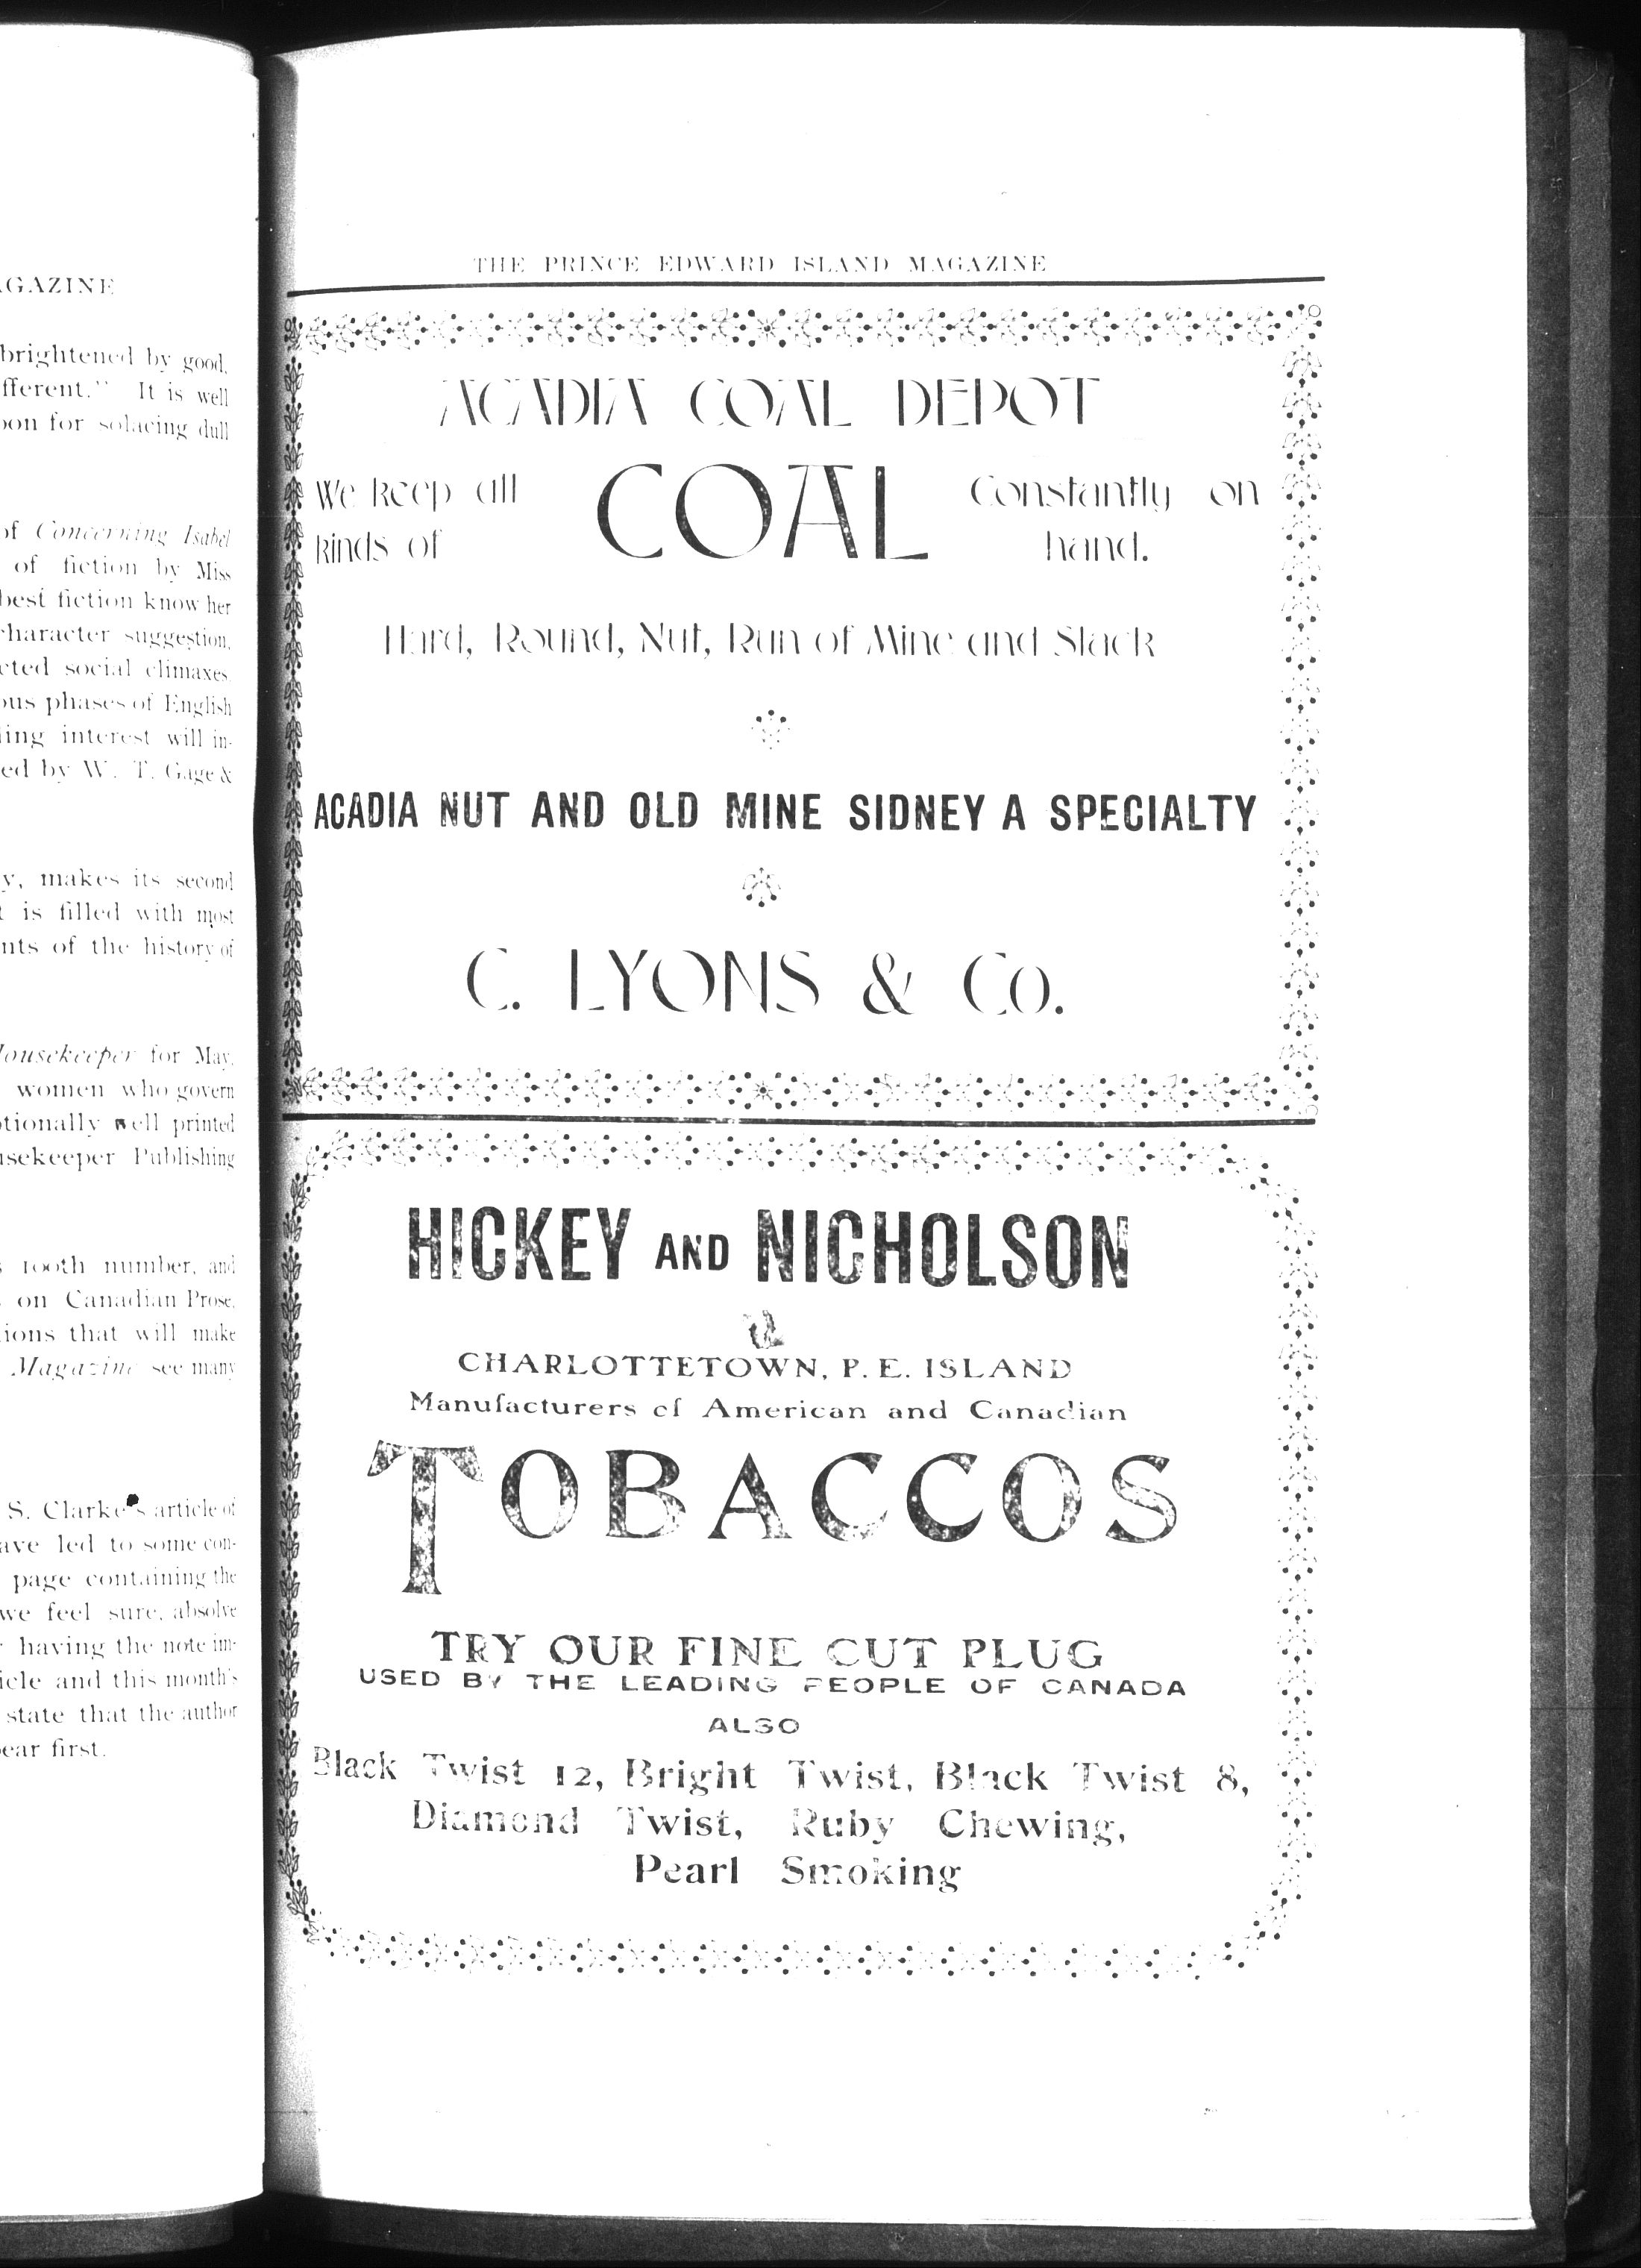 AGAZINE
brightened by good,
fferent." It is well
oon for solacing dull
of Concerning Isabel
of fiction by Miss
best fiction know her
character suggestion,
cted social climaxes
ous phases of English
ing interest will in-
ed by W. T. Gage &
y, makes its second
t is filled with most
nts of the history of
Housekeeper for May,
women who govern
tionally well printed
usekeeper Publishing
100th number, and
on Canadian Prose,
ions that will make
Magazine see many
S. Clarke's article of
ave led to some con-
page containing the
we feel sure, absolve
having the note im-
icle and this month's
state that the author
ear first.
THE PRINCE EDWARD ISLAND MAGAZINE
ACADIA COAL DEPOT
We keep all kinds of COAL Constantly on hand.
Hard, Round, Nut, Run of Mine and Slack
ACADIA NUT AND OLD MINE SIDNEY A SPECIALTY
C. LYONS & Co.
HICKEY AND NICHOLSON
CHARLOTTETOWN, P. E. ISLAND
Manufacturers of American and Canadian
TOBACCOS
TRY OUR FINE CUT PLUG
USED BY THE LEADING PEOPLE OF CANADA
ALSO
Black Twist 12, Bright Twist, Black Twist 8,
Diamond Twist, Ruby Chewing,
Pearl Smoking